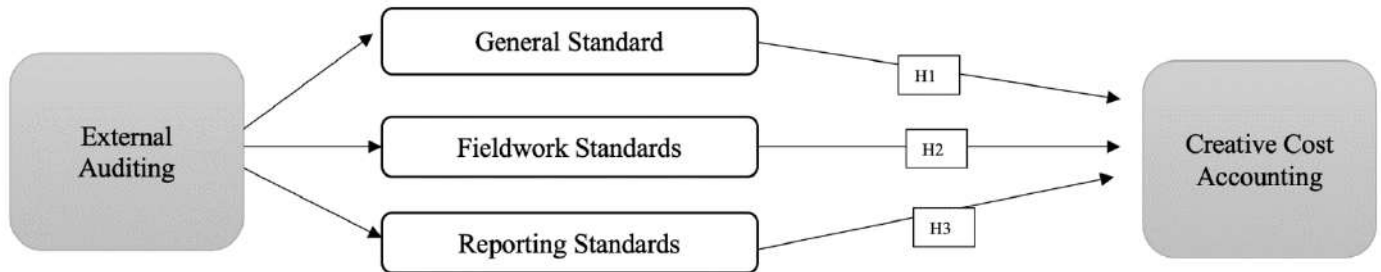 External
Auditing
General Standard
Fieldwork Standards
Reporting Standards
H1
H2
H3
Creative Cost
Accounting